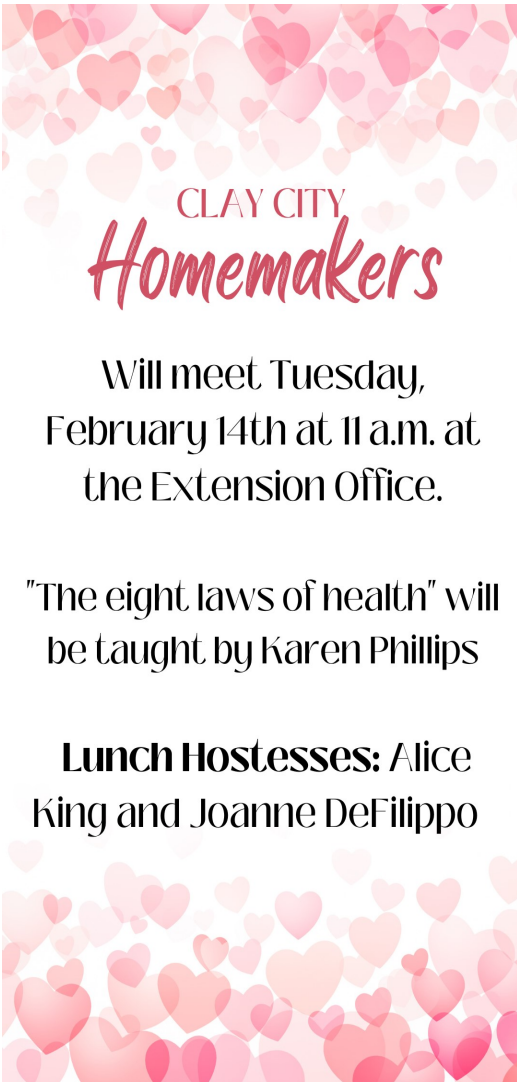 CLAY CITY
Homemakers
Will meet Tuesday,
February 14th at 11 a.m. at
the Extension Office.
"The eight laws of health" will
be taught by Karen Phillips
Lunch Hostesses: Alice
King and Joanne DeFilippo